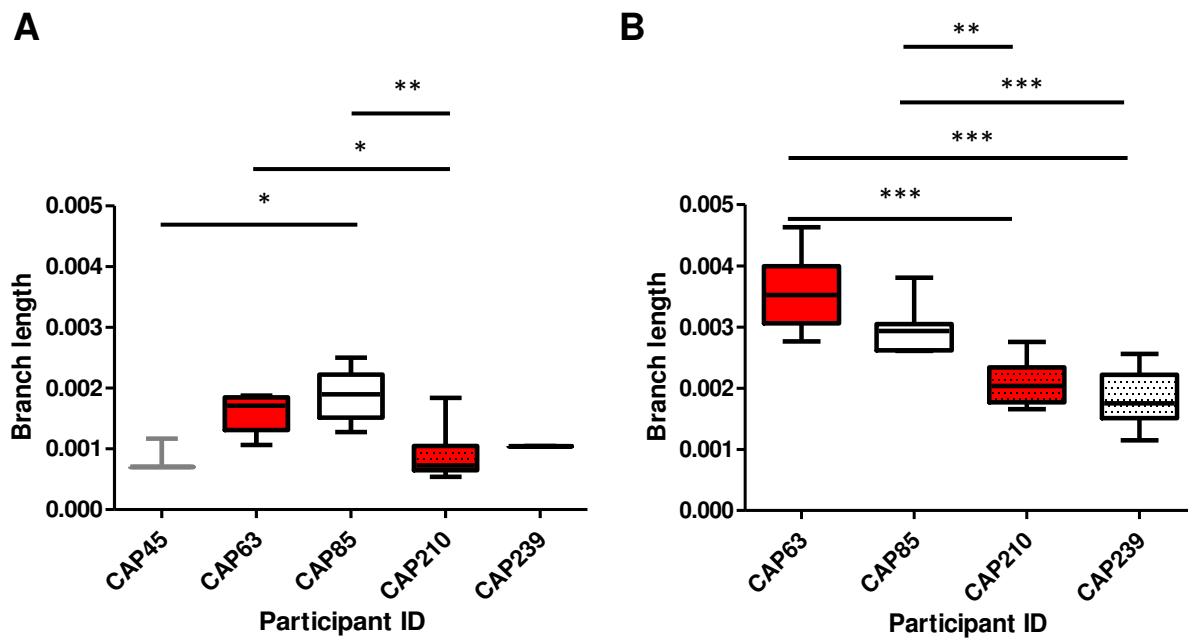 A
**
*
*
0.005
0.004
0.003
0.002
0.001
0.000
Branch length
CAP45
CAP63
CAP85
CAP210
CAP239
Participant ID
B
**
***
***
***
0.005
0.004
0.003
0.002
0.001
0.000
Branch length
CAP63
CAP85
CAP210
CAP239
Participant ID